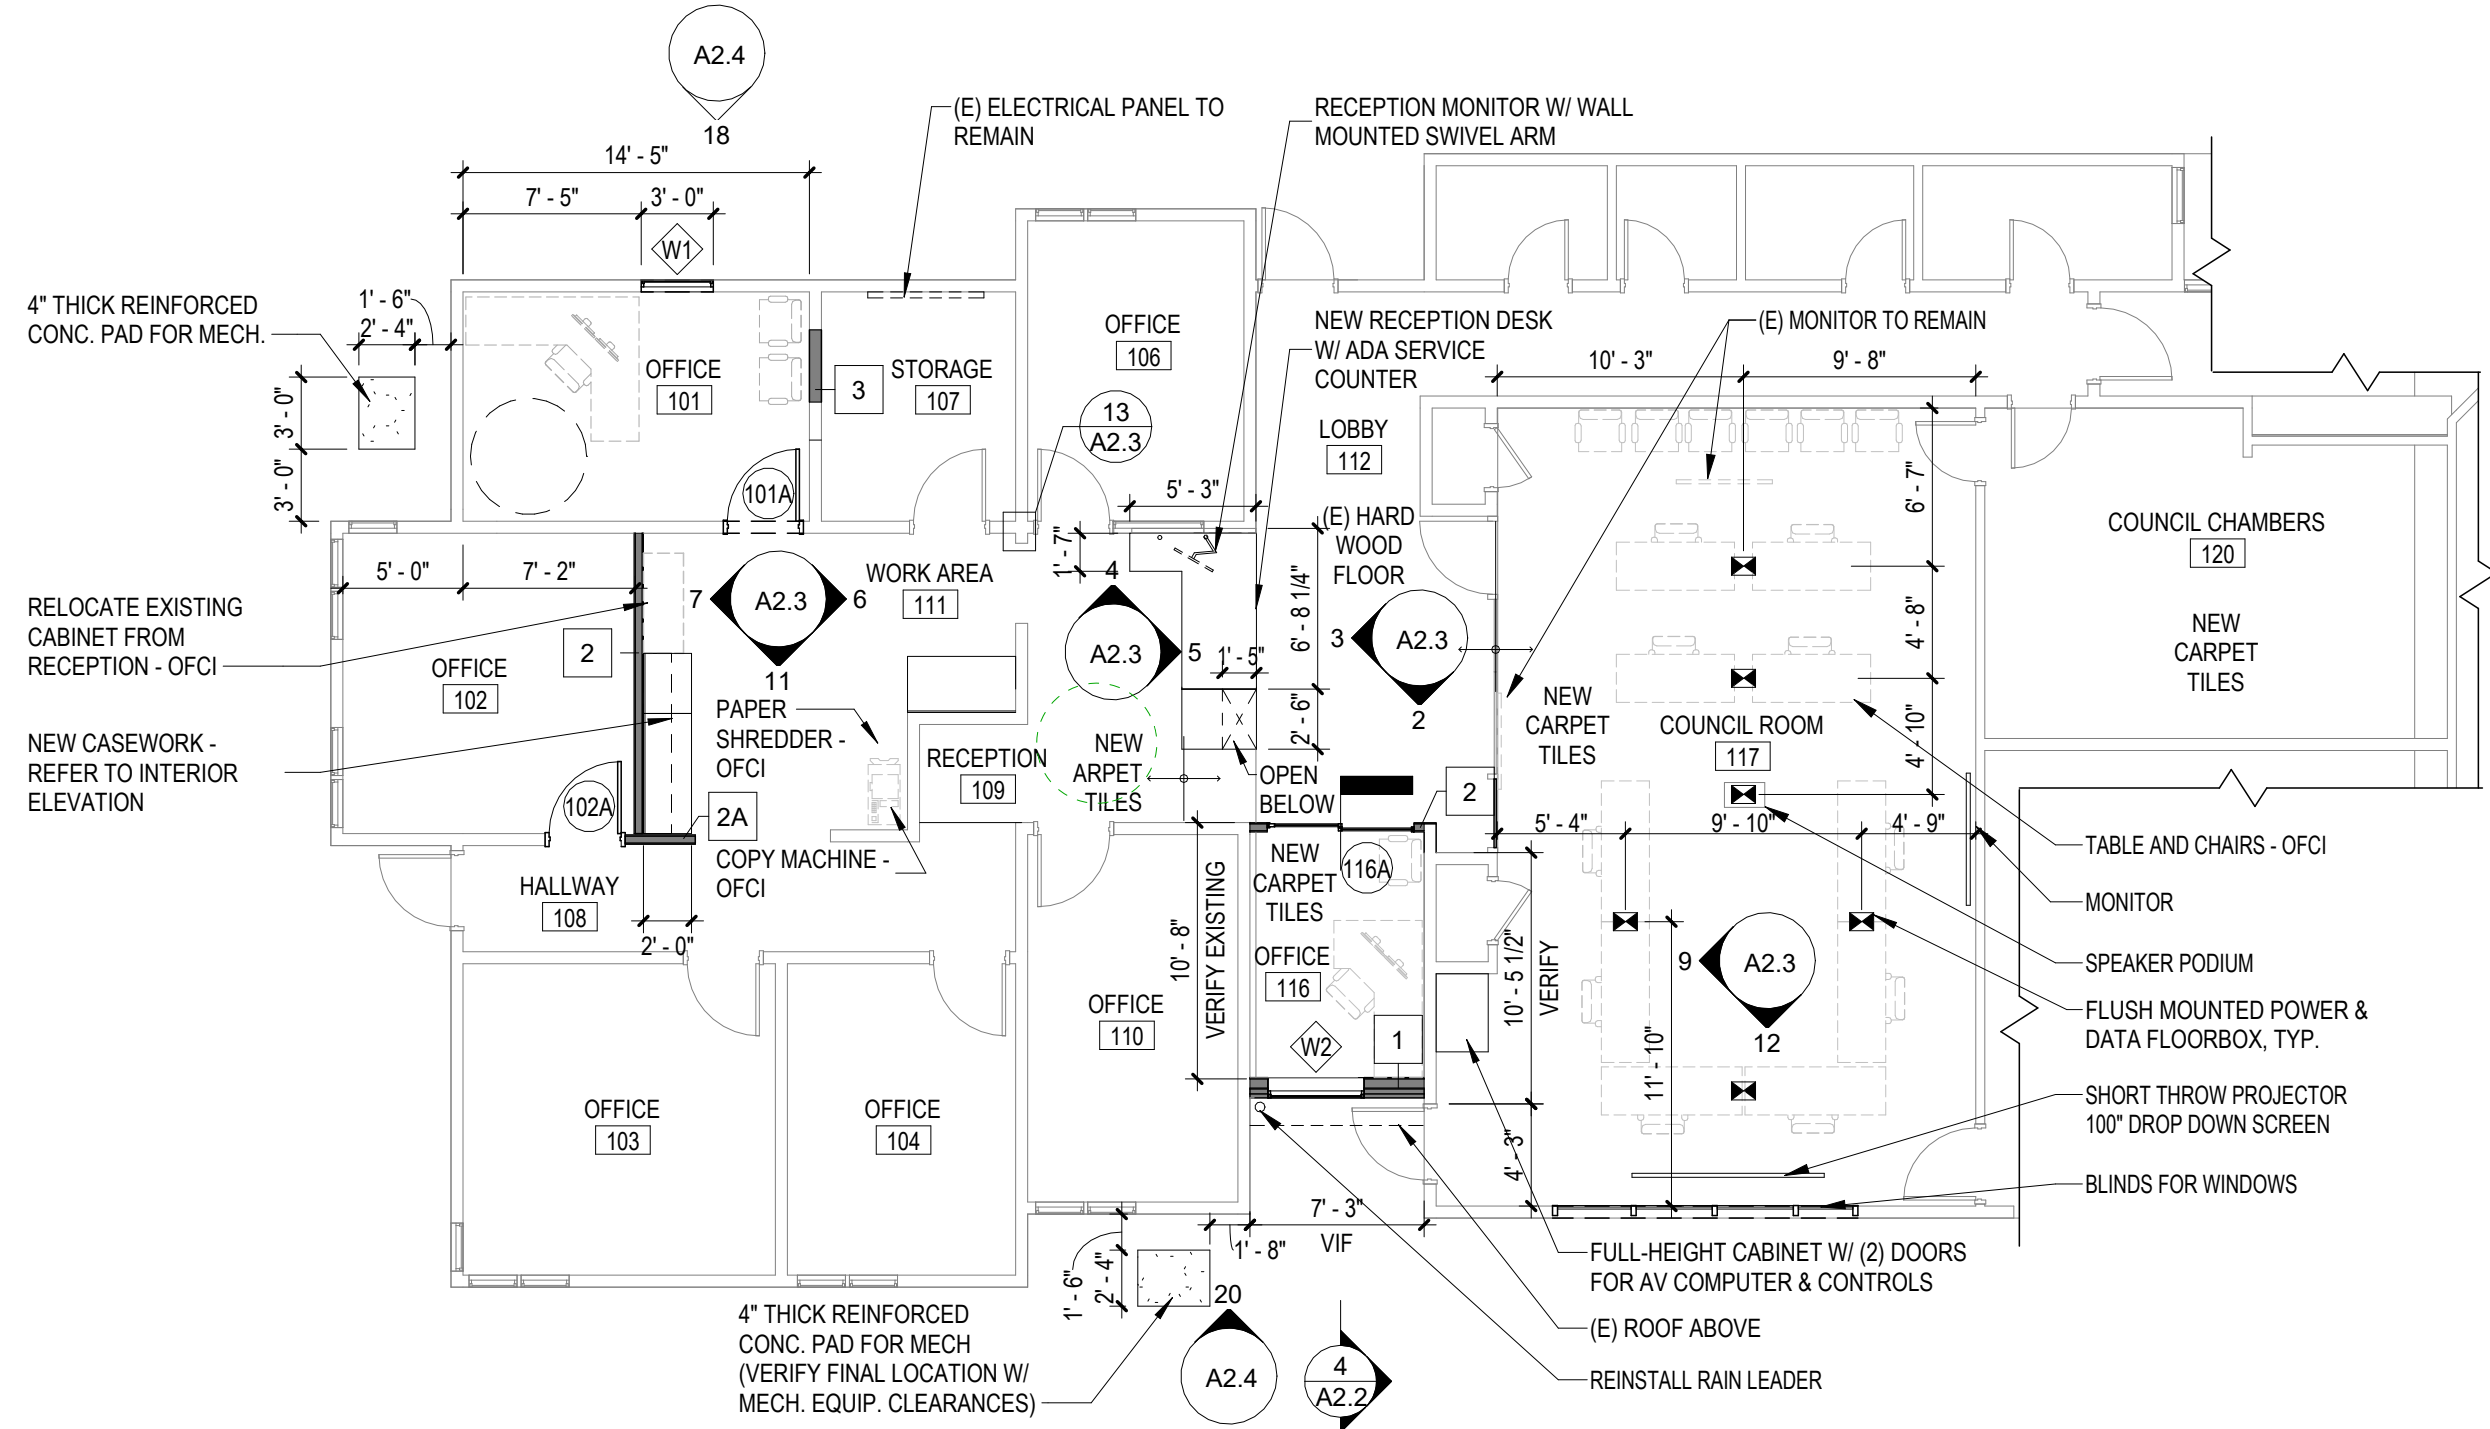 A2.4
18
(E) ELECTRICAL PANEL TO
REMAIN
RECEPTION MONITOR W/ WALL
MOUNTED SWIVEL ARM
14' - 5"
7' - 5"
3' - 0"
W1
4" THICK REINFORCED
CONC. PAD FOR MECH.
1' - 6"
2' - 4"
3' - 0"
3' - 0"
OFFICE
101
3
STORAGE
107
OFFICE
106
13
A2.3
101A
5' - 3"
NEW RECEPTION DESK
W/ ADA SERVICE
COUNTER
(E) MONITOR TO REMAIN
10' - 3"
9' - 8"
LOBBY
112
(E) HARD
WOOD
FLOOR
6' - 7"
4' - 8"
4' - 10"
COUNCIL CHAMBERS
120
NEW
CARPET
TILES
5' - 0"
7' - 2"
RELOCATE EXISTING
CABINET FROM
RECEPTION - OFCI
OFFICE
102
2
7
A2.3
6
11
WORK AREA
111
1' - 7"
4
A2.3
5
1' - 5"
6' - 8 1/4"
2' - 6"
3
A2.3
2
NEW
CARPET
TILES
COUNCIL ROOM
117
NEW CASEWORK -
REFER TO INTERIOR
ELEVATION
PAPER
SHREDDER -
OFCI
RECEPTION
109
NEW
ARPET
TILES
OPEN
BELOW
2
102A
2A
COPY MACHINE -
OFCI
5' - 4"
9' - 10"
4' - 9"
TABLE AND CHAIRS - OFCI
MONITOR
SPEAKER PODIUM
FLUSH MOUNTED POWER &
DATA FLOORBOX, TYP.
SHORT THROW PROJECTOR
100" DROP DOWN SCREEN
BLINDS FOR WINDOWS
HALLWAY
108
2' - 0"
10' - 8"
VERIFY EXISTING
NEW
CARPET
TILES
116A
OFFICE
116
W2
1
10' - 5 1/2"
VERIFY
4' - 3"
9
A2.3
12
11' - 10"
OFFICE
110
OFFICE
103
OFFICE
104
7' - 3"
VIF
1' - 8"
1' - 6"
2' - 4"
4" THICK REINFORCED
CONC. PAD FOR MECH
(VERIFY FINAL LOCATION W/
MECH. EQUIP. CLEARANCES)
20
A2.4
4
A2.2
FULL-HEIGHT CABINET W/ (2) DOORS
FOR AV COMPUTER & CONTROLS
(E) ROOF ABOVE
REINSTALL RAIN LEADER